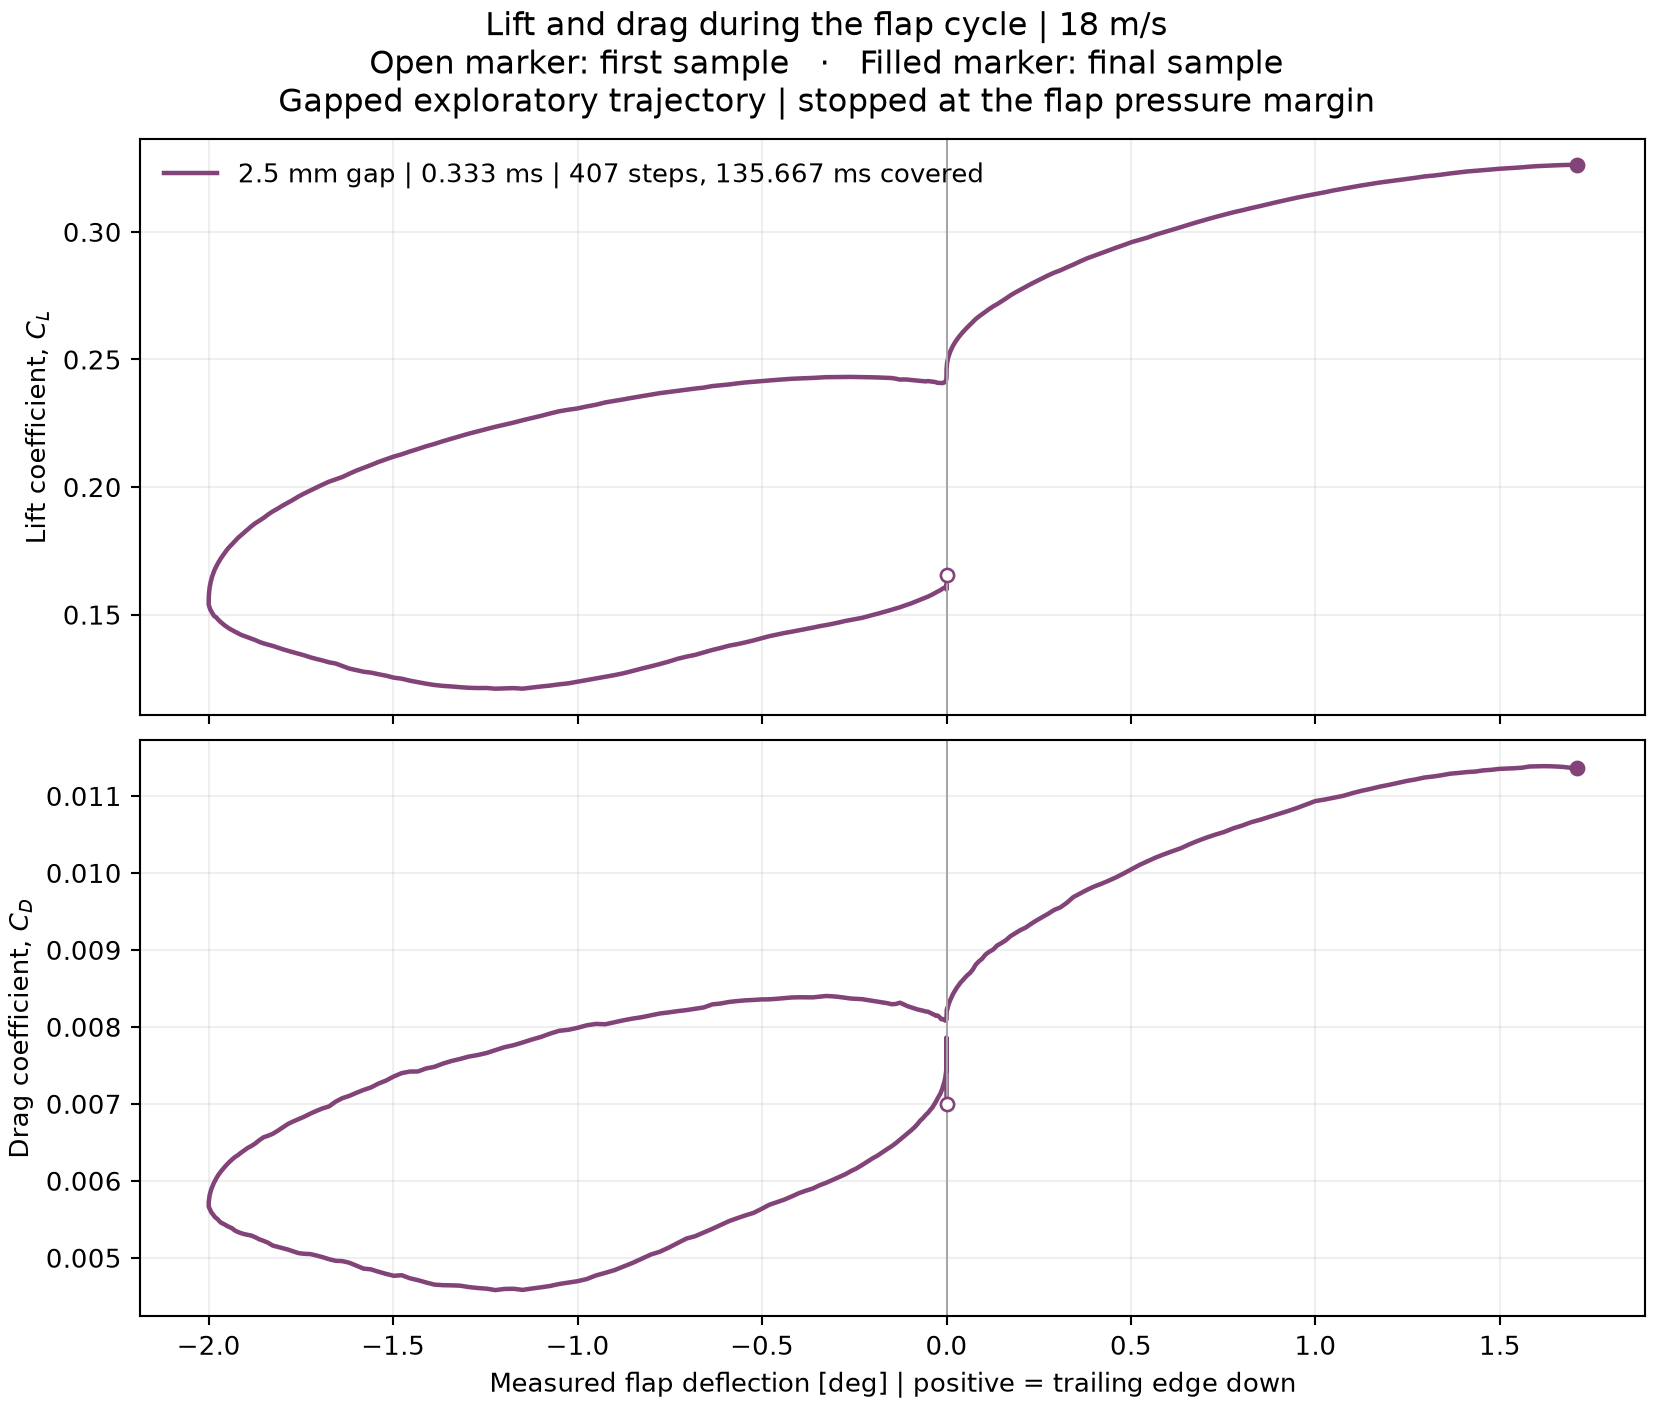 Lift and drag during the flap cycle | 18 m/s
Open marker: first sample · Filled marker: final sample
Gapped exploratory trajectory | stopped at the flap pressure margin
2.5 mm gap | 0.333 ms | 407 steps, 135.667 ms covered
Lift coefficient, C_L
0.30
0.25
0.20
0.15
Drag coefficient, C_D
0.011
0.010
0.009
0.008
0.007
0.006
0.005
−2.0 −1.5 −1.0 −0.5 0.0 0.5 1.0 1.5
Measured flap deflection [deg] | positive = trailing edge down